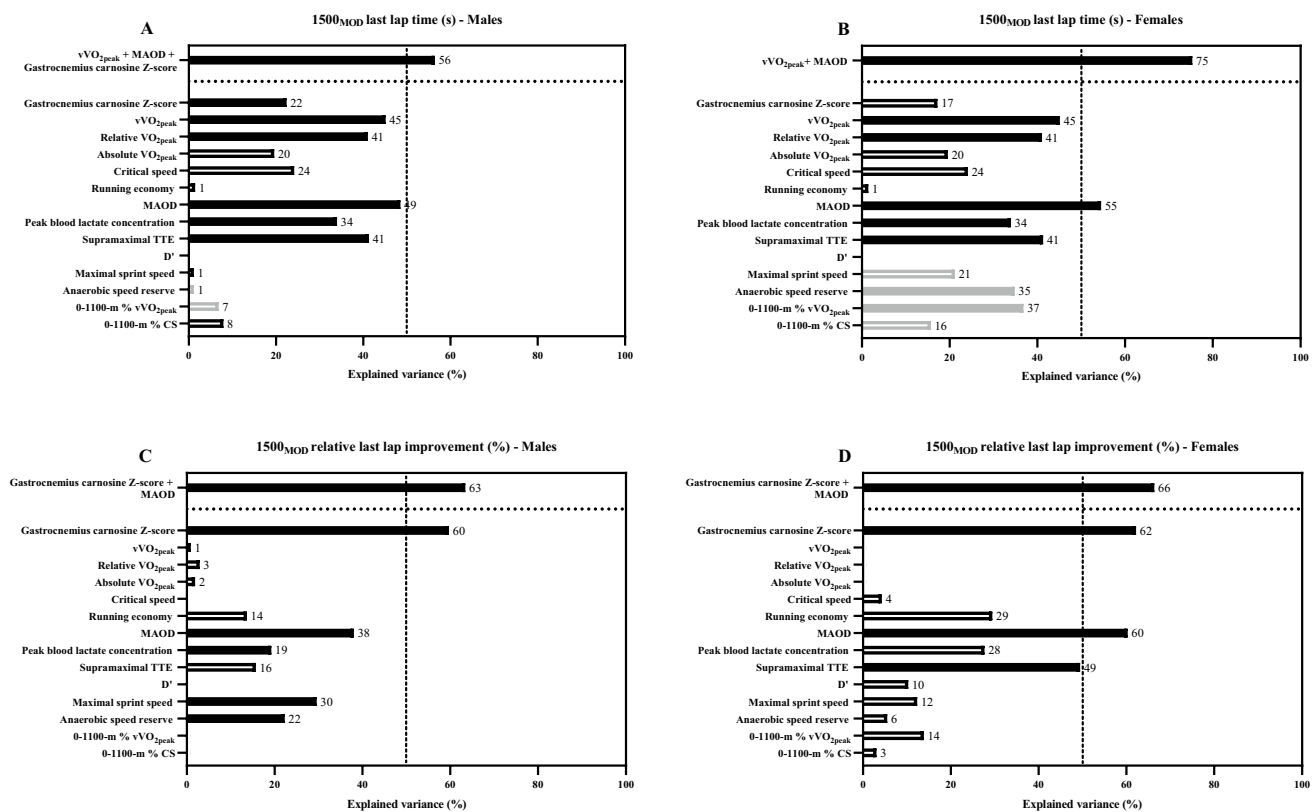 A
1500MOD last lap time (s) - Males
vVO2peak + MAOD +
Gastrocnemius carnosine Z-score
56
Gastrocnemius carnosine Z-score
22
vVO2peak
45
Relative VO2peak
41
Absolute VO2peak
20
Critical speed
24
Running economy
1
MAOD
49
Peak blood lactate concentration
34
Supramaximal TTE
41
D'
Maximal sprint speed
1
Anaerobic speed reserve
1
0-1100-m % vVO2peak
7
0-1100-m % CS
8
0 20 40 60 80 100
Explained variance (%)
B
1500MOD last lap time (s) - Females
vVO2peak+ MAOD
75
Gastrocnemius carnosine Z-score
17
vVO2peak
45
Relative VO2peak
41
Absolute VO2peak
20
Critical speed
24
Running economy
1
MAOD
55
Peak blood lactate concentration
34
Supramaximal TTE
41
D'
Maximal sprint speed
21
Anaerobic speed reserve
35
0-1100-m % vVO2peak
37
0-1100-m % CS
16
0 20 40 60 80 100
Explained variance (%)
C
1500MOD relative last lap improvement (%) - Males
Gastrocnemius carnosine Z-score +
MAOD
63
Gastrocnemius carnosine Z-score
60
vVO2peak
1
Relative VO2peak
3
Absolute VO2peak
2
Critical speed
Running economy
14
MAOD
38
Peak blood lactate concentration
19
Supramaximal TTE
16
D'
Maximal sprint speed
30
Anaerobic speed reserve
22
0-1100-m % vVO2peak
0-1100-m % CS
0 20 40 60 80 100
Explained variance (%)
D
1500MOD relative last lap improvement (%) - Females
Gastrocnemius carnosine Z-score +
MAOD
66
Gastrocnemius carnosine Z-score
62
vVO2peak
Relative VO2peak
Absolute VO2peak
Critical speed
4
Running economy
29
MAOD
60
Peak blood lactate concentration
28
Supramaximal TTE
49
D'
10
Maximal sprint speed
12
Anaerobic speed reserve
6
0-1100-m % vVO2peak
14
0-1100-m % CS
3
0 20 40 60 80 100
Explained variance (%)